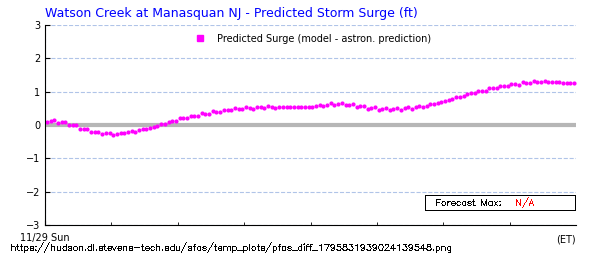 Watson Creek at Manasquan NJ - Predicted Storm Surge (ft)
3
Predicted Surge (model - astron. prediction)
2
1
0
−1
−2
Forecast Max: N/A
−3
11/29 Sun
(ET)
https://hudson.dl.stevens-tech.edu/sfas/temp_plots/pfas_diff_1795831939024139548.png